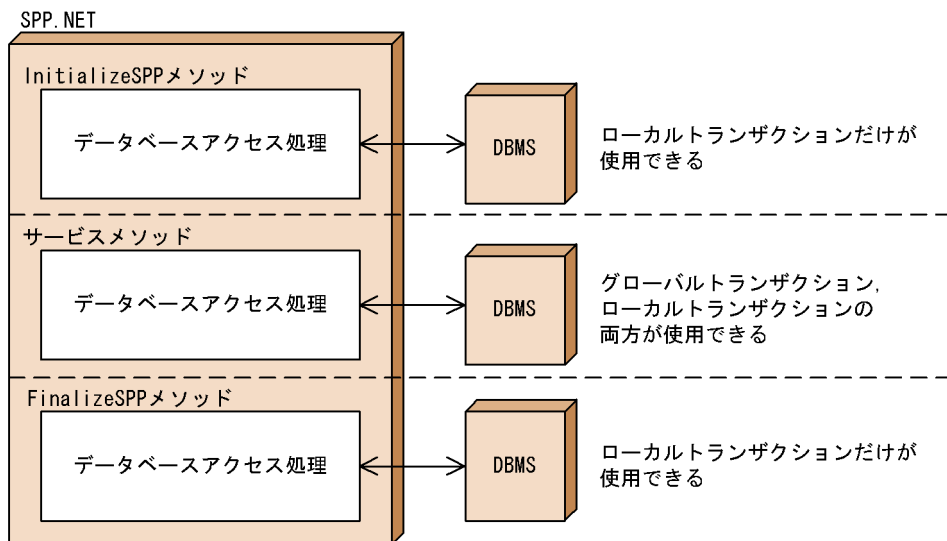 SPP.NET
InitializeSPPメソッド
データベースアクセス処理
DBMS
ローカルトランザクションだけが
使用できる
サービスメソッド
データベースアクセス処理
DBMS
グローバルトランザクション,
ローカルトランザクションの
両方が使用できる
FinalizeSPPメソッド
データベースアクセス処理
DBMS
ローカルトランザクションだけが
使用できる